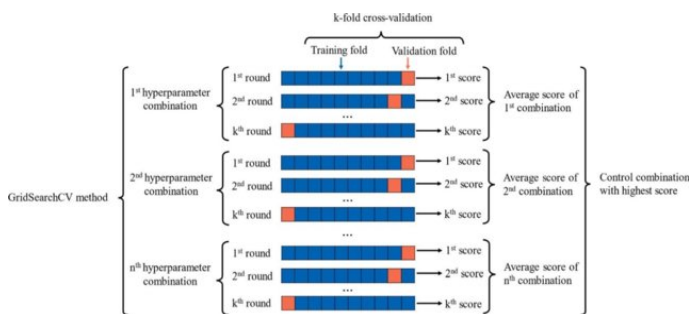 k-fold cross-validation
Training fold Validation fold
1st round 1st score
1st hyperparameter combination 2nd round 2nd score Average score of 1st combination
...
kth round kth score
1st round 1st score
GridSearchCV method 2nd hyperparameter combination 2nd round 2nd score Average score of 2nd combination Control combination with highest score
...
kth round kth score
...
1st round 1st score
nth hyperparameter combination 2nd round 2nd score Average score of nth combination
...
kth round kth score